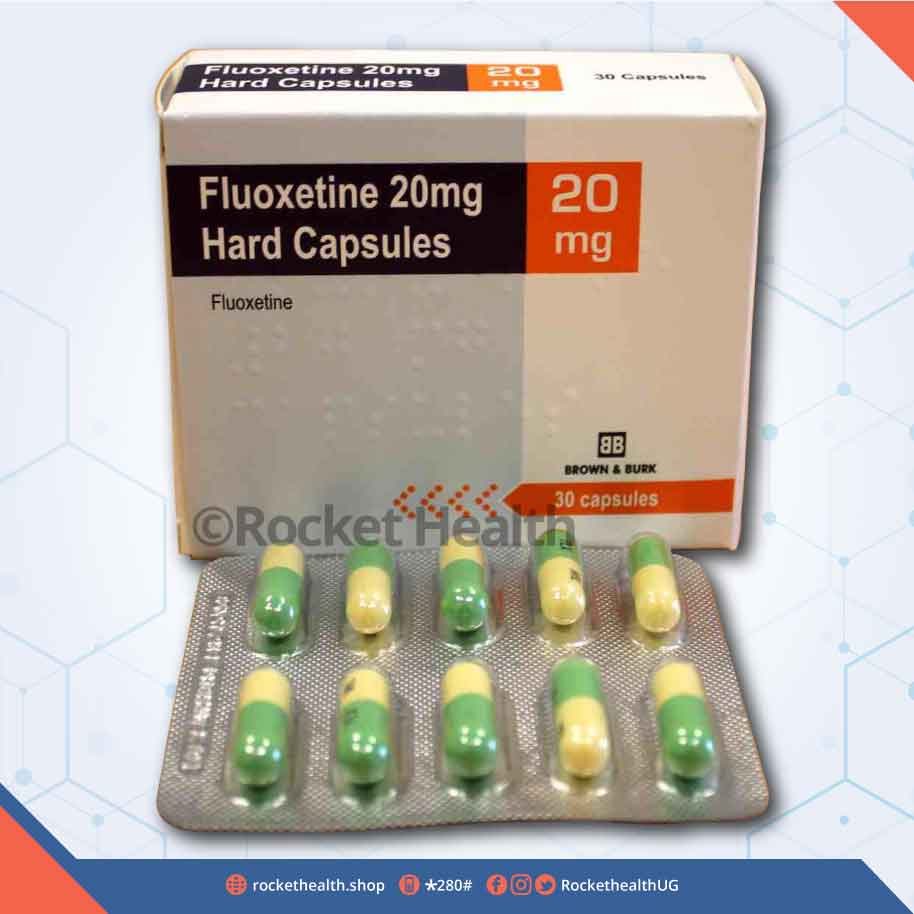 Fluoxetine 20mg
Hard Capsules
20
mg
30 Capsules
Fluoxetine 20mg
Hard Capsules
20
mg
Fluoxetine
BB
BROWN & BURK
30 capsules
©Rocket Health
rockethealth.shop
*280#
RockethealthUG